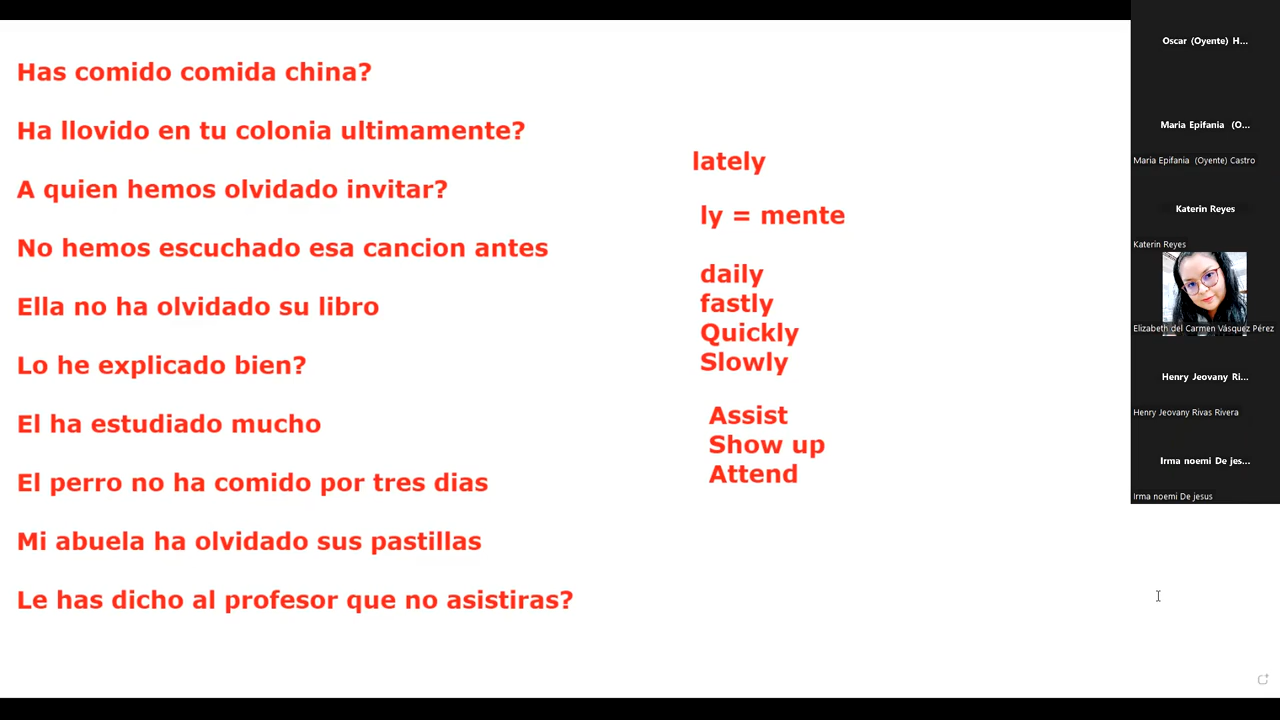 Has comido comida china?
Ha llovido en tu colonia ultimamente?
A quien hemos olvidado invitar?
No hemos escuchado esa cancion antes
Ella no ha olvidado su libro
Lo he explicado bien?
El ha estudiado mucho
El perro no ha comido por tres dias
Mi abuela ha olvidado sus pastillas
Le has dicho al profesor que no asistiras?
lately
ly = mente
daily
fastly
Quickly
Slowly
Assist
Show up
Attend
Oscar (Oyente) H...
Maria Epifania (O...
Maria Epifania (Oyente) Castro
Katerin Reyes
Katerin Reyes
Elizabeth del Carmen Vásquez Pérez
Henry Jeovany Ri...
Henry Jeovany Rivas Rivera
Irma noemi De jes...
Irma noemi De jesus